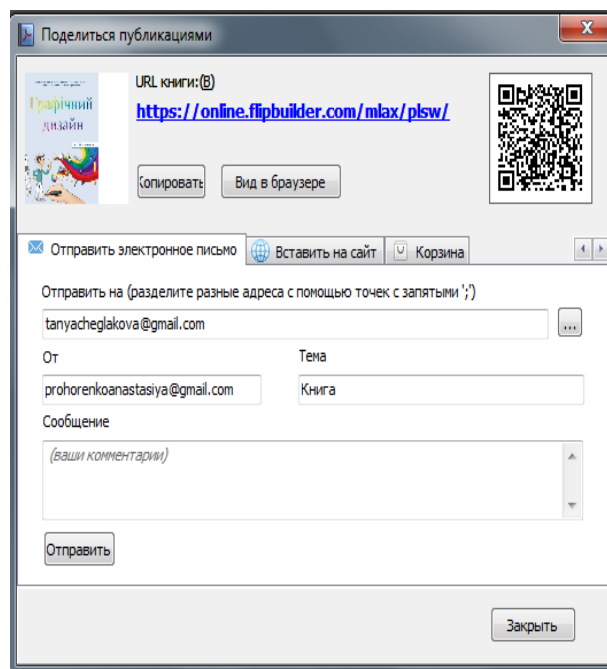 Поделиться публикациями
URL книги:(B)
Графічний
дизайн
https://online.flipbuilder.com/mlax/plsw/
Копировать
Вид в браузере
Отправить электронное письмо
Вставить на сайт
Корзина
Отправить на (разделите разные адреса с помощью точек с запятыми ';')
tanyacheglakova@gmail.com
...
От
Тема
prohorenkoanastasiya@gmail.com
Книга
Сообщение
(ваши комментарии)
Отправить
Закрыть